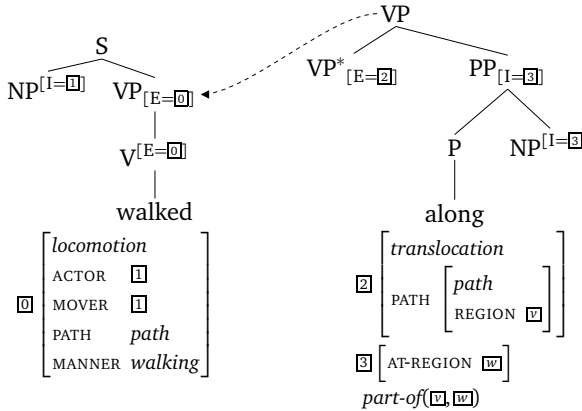 S
NP[I=1]
VP[E=0]
V[E=0]
walked
0
locomotion
ACTOR 1
MOVER 1
PATH path
MANNER walking
VP
VP*[E=2]
PP[I=3]
P
NP[I=3
along
2
translocation
PATH
path
REGION v
3
AT-REGION w
part-of(v,w)